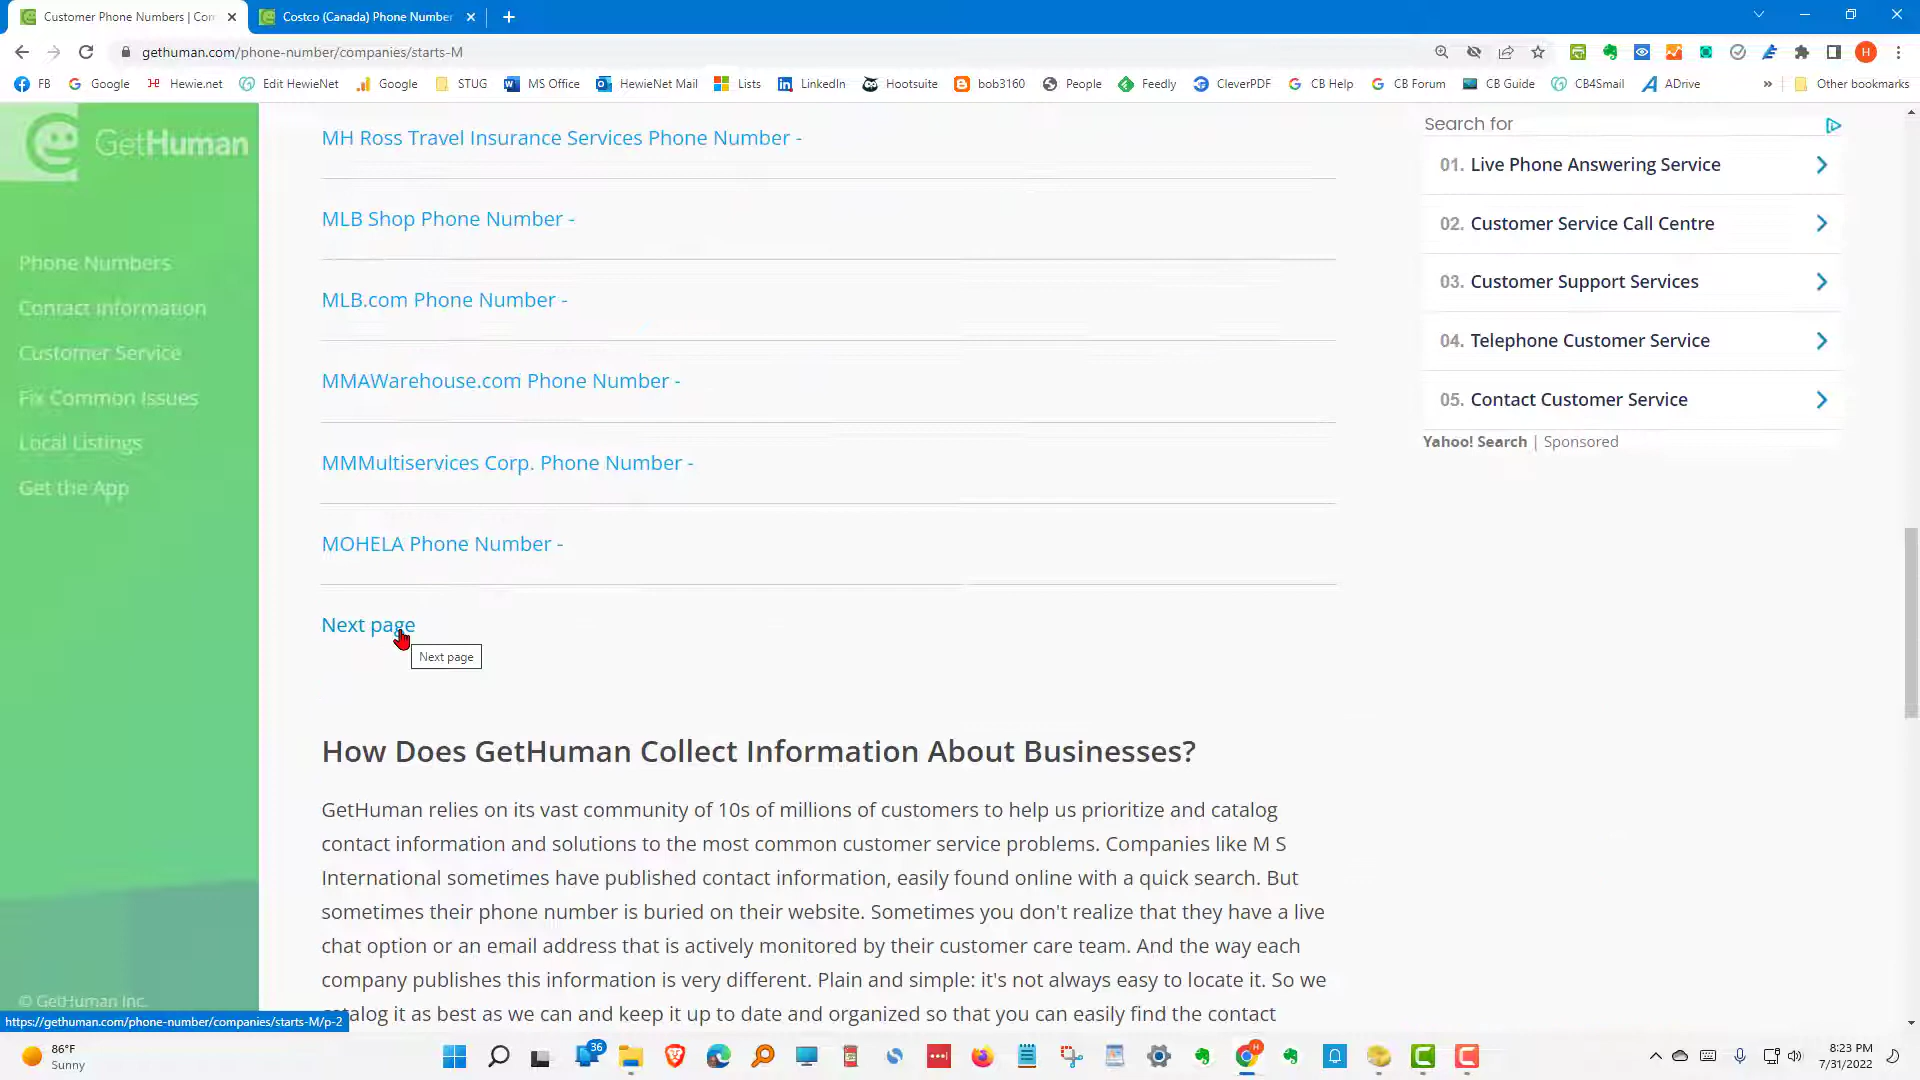 Customer Phone Numbers | Con
Costco (Canada) Phone Number
gethuman.com/phone-number/companies/starts-M
FB
Google
Hewie.net
Edit HewieNet
Google
STUG
MS Office
HewieNet Mail
Lists
LinkedIn
Hootsuite
bob3160
People
Feedly
CleverPDF
CB Help
CB Forum
CB Guide
CB4Smail
ADrive
»
Other bookmarks
GetHuman
Phone Numbers
Contact Information
Customer Service
Fix Common Issues
Local Listings
Get the App
© GetHuman Inc.
MH Ross Travel Insurance Services Phone Number -
MLB Shop Phone Number -
MLB.com Phone Number -
MMAWarehouse.com Phone Number -
MMMultiservices Corp. Phone Number -
MOHELA Phone Number -
Next page
Next page
How Does GetHuman Collect Information About Businesses?
GetHuman relies on its vast community of 10s of millions of customers to help us prioritize and catalog
contact information and solutions to the most common customer service problems. Companies like M S
International sometimes have published contact information, easily found online with a quick search. But
sometimes their phone number is buried on their website. Sometimes you don't realize that they have a live
chat option or an email address that is actively monitored by their customer care team. And the way each
company publishes this information is very different. Plain and simple: it's not always easy to locate it. So we
catalog it as best as we can and keep it up to date and organized so that you can easily find the contact
Search for
01. Live Phone Answering Service
02. Customer Service Call Centre
03. Customer Support Services
04. Telephone Customer Service
05. Contact Customer Service
Yahoo! Search | Sponsored
https://gethuman.com/phone-number/companies/starts-M/p-2
86°F
Sunny
36
H
H
8:23 PM
7/31/2022